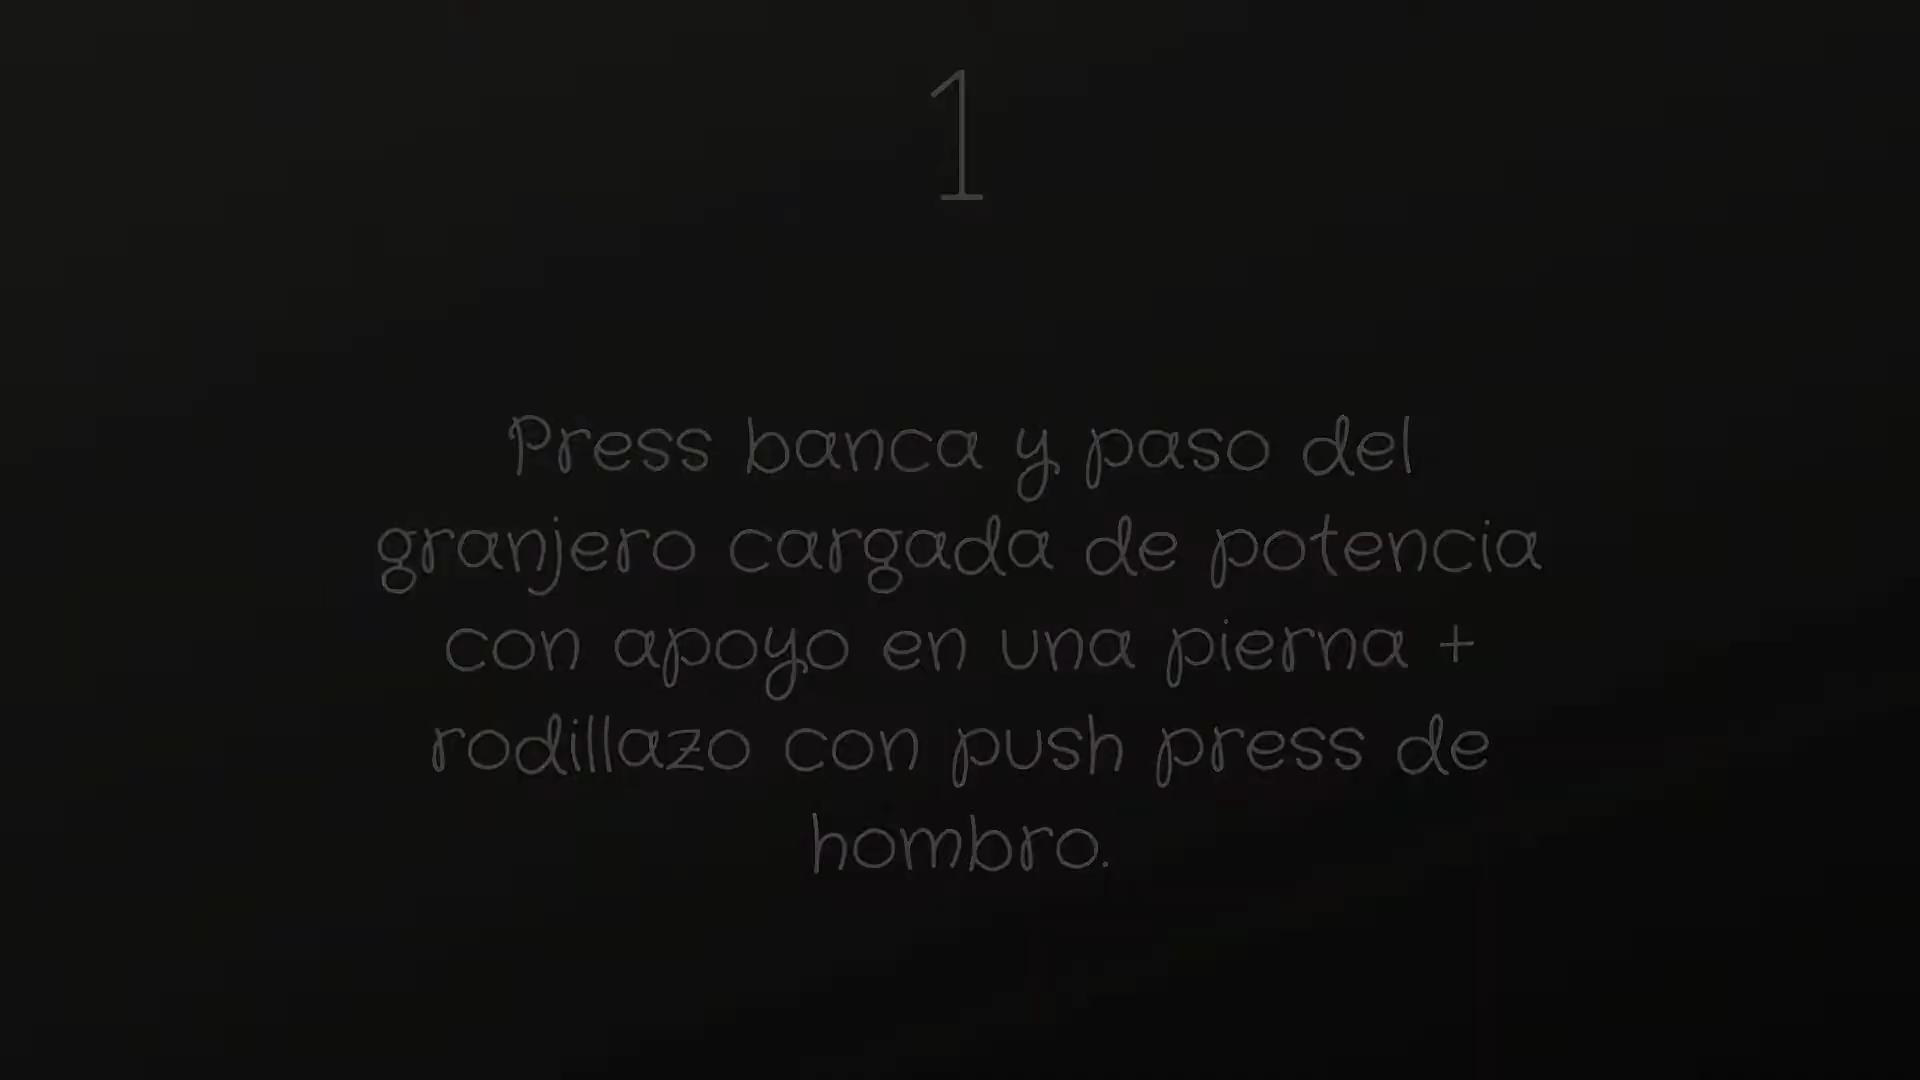 1
Press banca y paso del
granjero cargada de potencia
con apoyo en una pierna +
rodillazo con push press de
hombro.